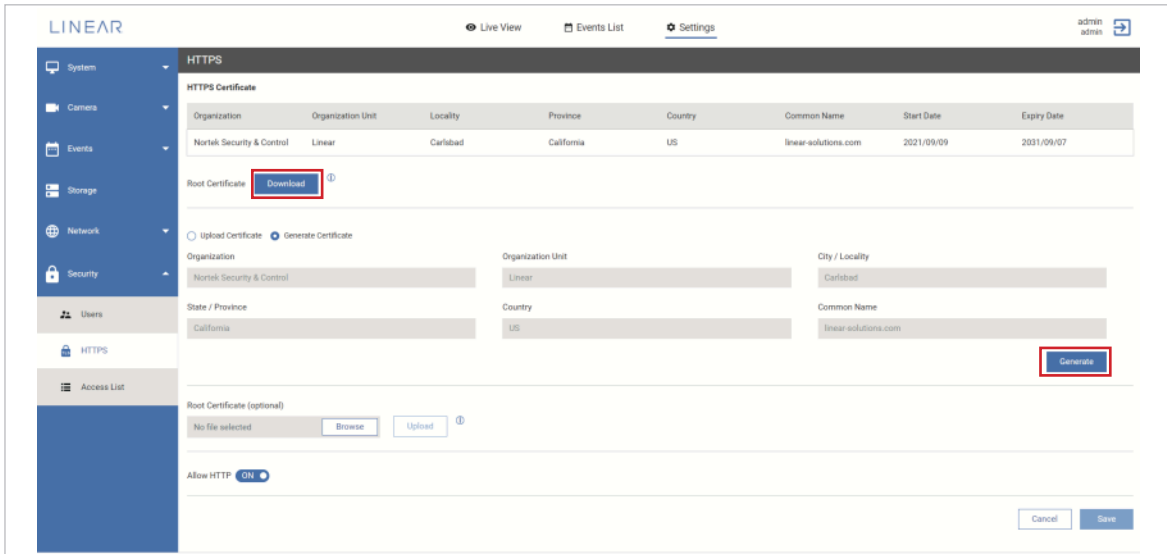 LINEAR
Live View
Events List
Settings
admin
admin
System
Camera
Events
Storage
Network
Security
Users
HTTPS
Access List
HTTPS
HTTPS Certificate
Organization Organization Unit Locality Province Country Common Name Start Date Expiry Date
Nortek Security & Control Linear Carlsbad California US linear-solutions.com 2021/09/09 2031/09/07
Root Certificate Download
Upload Certificate Generate Certificate
Organization Organization Unit City / Locality
Nortek Security & Control Linear Carlsbad
State / Province Country Common Name
California US linear-solutions.com
Generate
Root Certificate (optional)
No file selected Browse Upload
Allow HTTP ON
Cancel Save